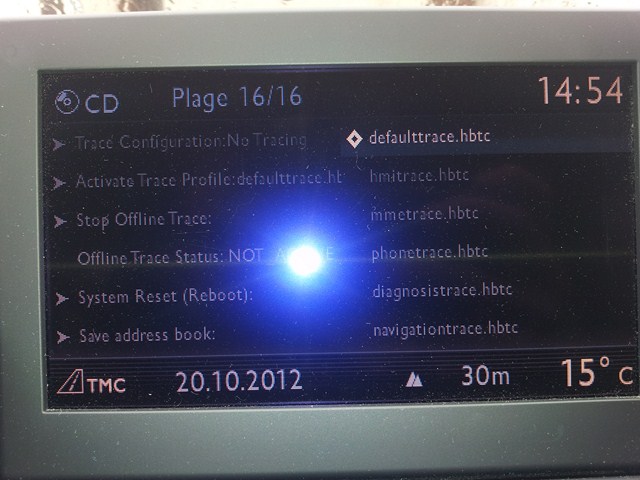 CD Plage 16/16 14:54
Trace Configuration:No Tracing
Activate Trace Profile:defaulttrace.hb
Stop Offline Trace:
Offline Trace Status: NOT
System Reset (Reboot):
Save address book:
defaulttrace.hbtc
hmitrace.hbtc
mmetrace.hbtc
phonetrace.hbtc
diagnosistrace.hbtc
navigationtrace.hbtc
TMC 20.10.2012 30m 15° C